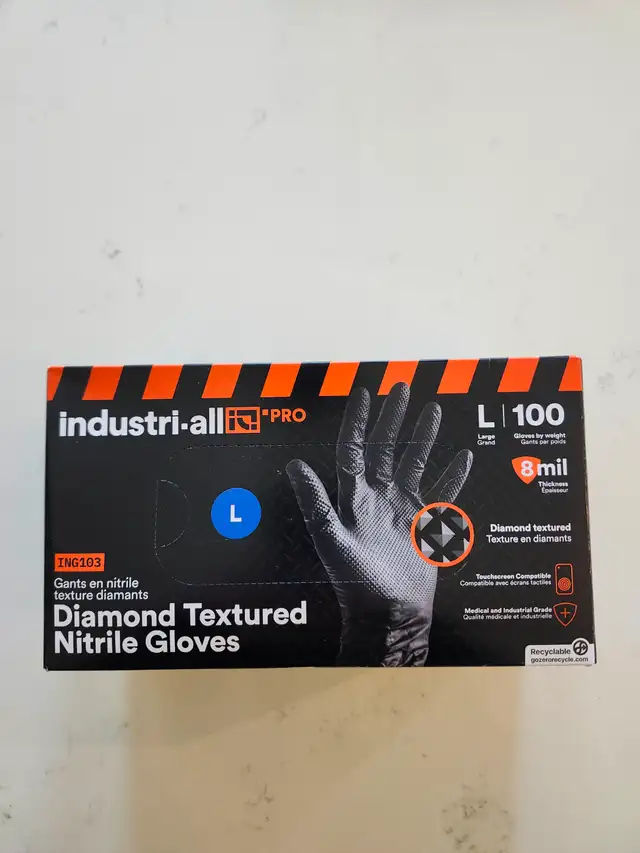 industri·all PRO
L | 100
Large
Grand
Gloves by weight
Gants par poids
8mil
Thickness
Épaisseur
L
Diamond textured
Texture en diamants
ING103
Gants en nitrile
texture diamants
Diamond Textured
Nitrile Gloves
Touchscreen Compatible
Compatible avec écrans tactiles
Medical and Industrial Grade
Qualité médicale et industrielle
Recyclable
gozerorecycle.com